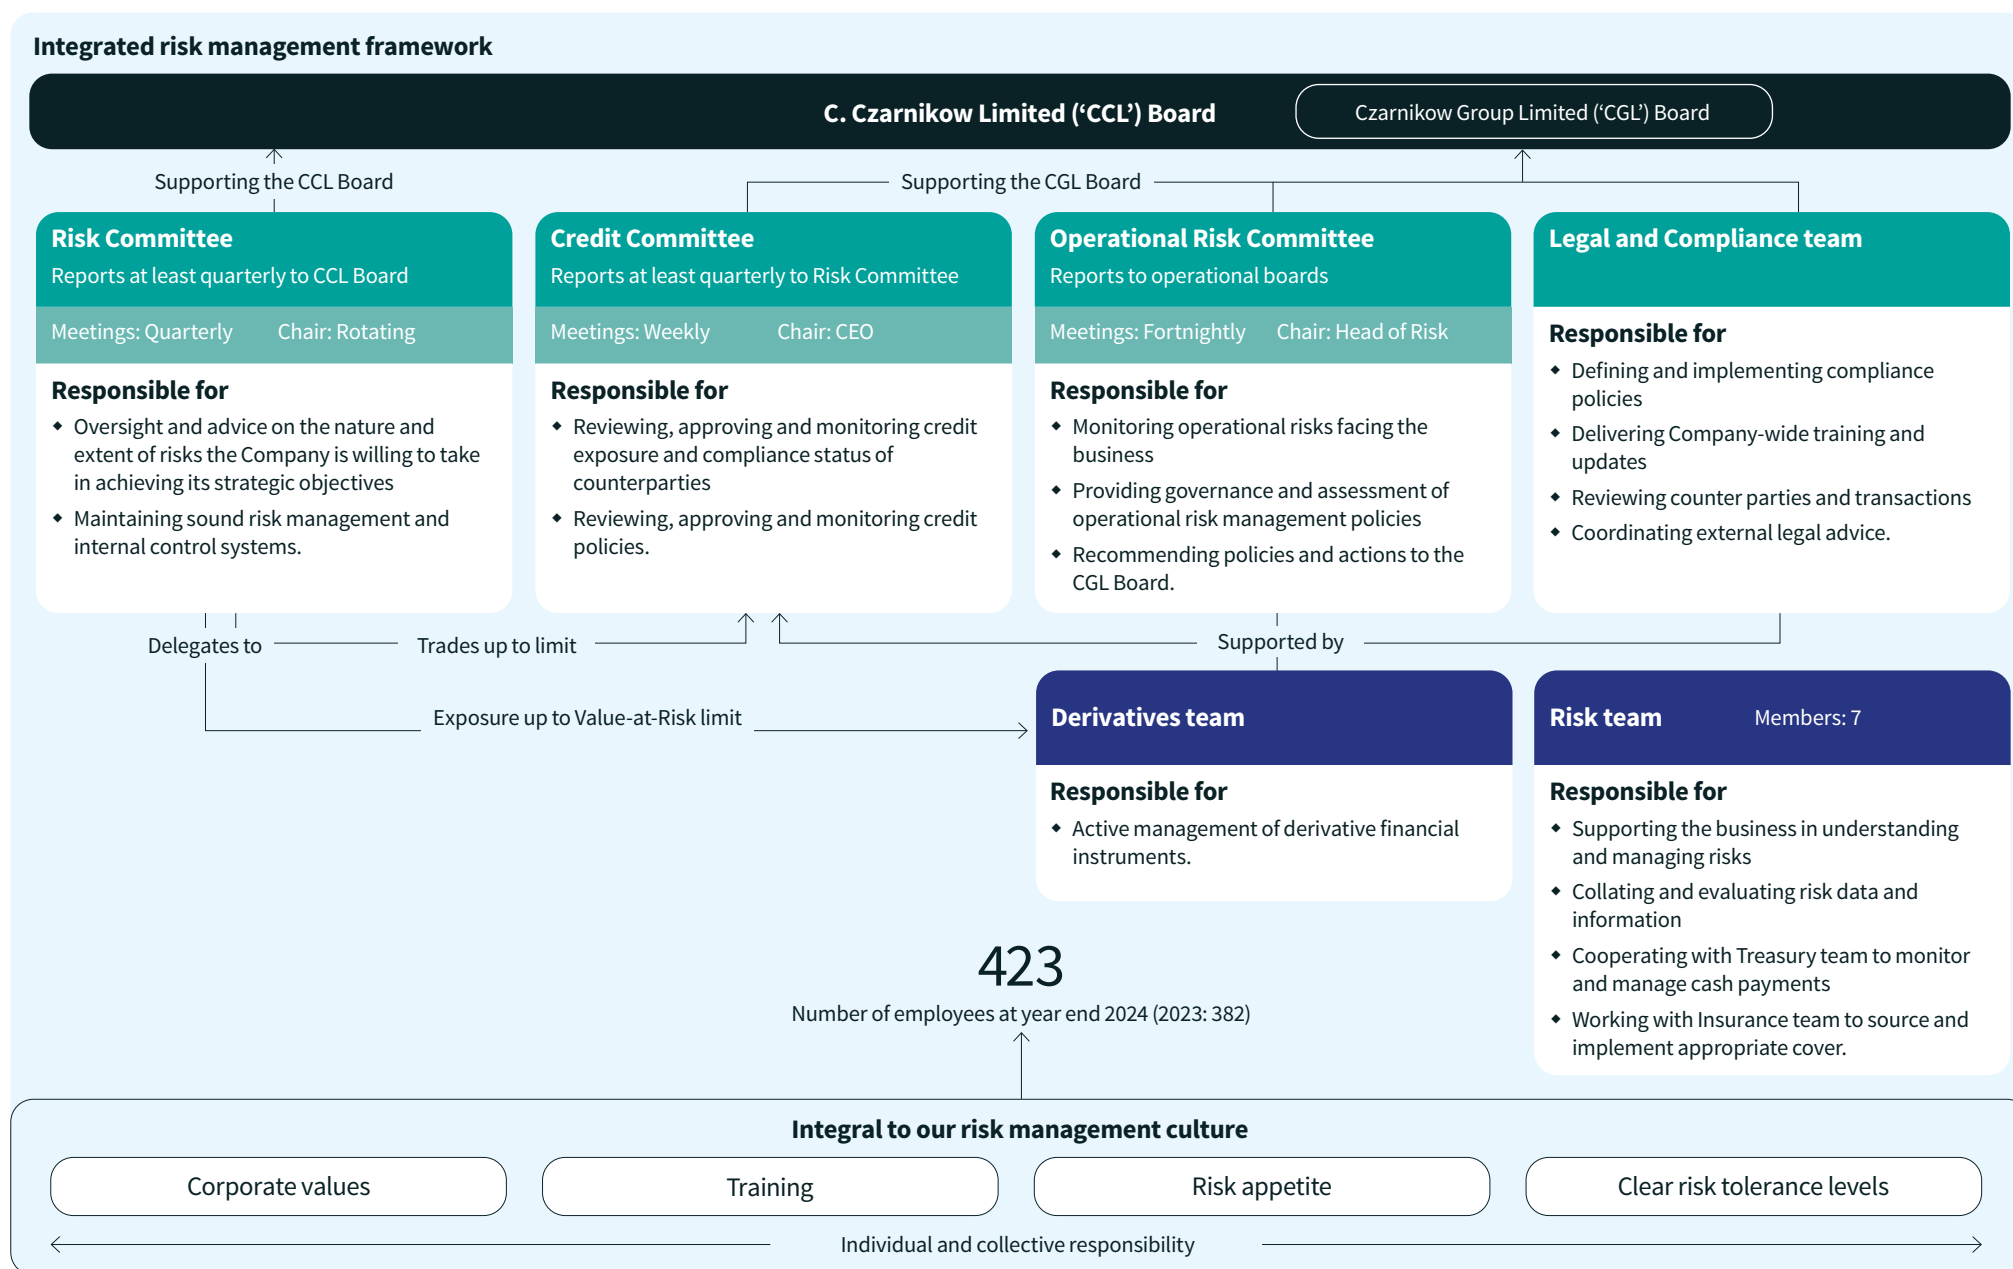 Integrated risk management framework
C. Czarnikow Limited (‘CCL’) Board
Czarnikow Group Limited (‘CGL’) Board
Supporting the CCL Board
Supporting the CGL Board
Risk Committee
Reports at least quarterly to CCL Board
Meetings: Quarterly
Chair: Rotating
Responsible for
Oversight and advice on the nature and
extent of risks the Company is willing to take
in achieving its strategic objectives
Maintaining sound risk management and
internal control systems.
Credit Committee
Reports at least quarterly to Risk Committee
Meetings: Weekly
Chair: CEO
Responsible for
Reviewing, approving and monitoring credit
exposure and compliance status of
counterparties
Reviewing, approving and monitoring credit
policies.
Operational Risk Committee
Reports to operational boards
Meetings: Fortnightly
Chair: Head of Risk
Responsible for
Monitoring operational risks facing the
business
Providing governance and assessment of
operational risk management policies
Recommending policies and actions to the
CGL Board.
Legal and Compliance team
Responsible for
Defining and implementing compliance
policies
Delivering Company-wide training and
updates
Reviewing counter parties and transactions
Coordinating external legal advice.
Delegates to
Trades up to limit
Supported by
Exposure up to Value-at-Risk limit
Derivatives team
Responsible for
Active management of derivative financial
instruments.
Risk team
Members: 7
Responsible for
Supporting the business in understanding
and managing risks
Collating and evaluating risk data and
information
Cooperating with Treasury team to monitor
and manage cash payments
Working with Insurance team to source and
implement appropriate cover.
423
Number of employees at year end 2024 (2023: 382)
Integral to our risk management culture
Corporate values
Training
Risk appetite
Clear risk tolerance levels
Individual and collective responsibility